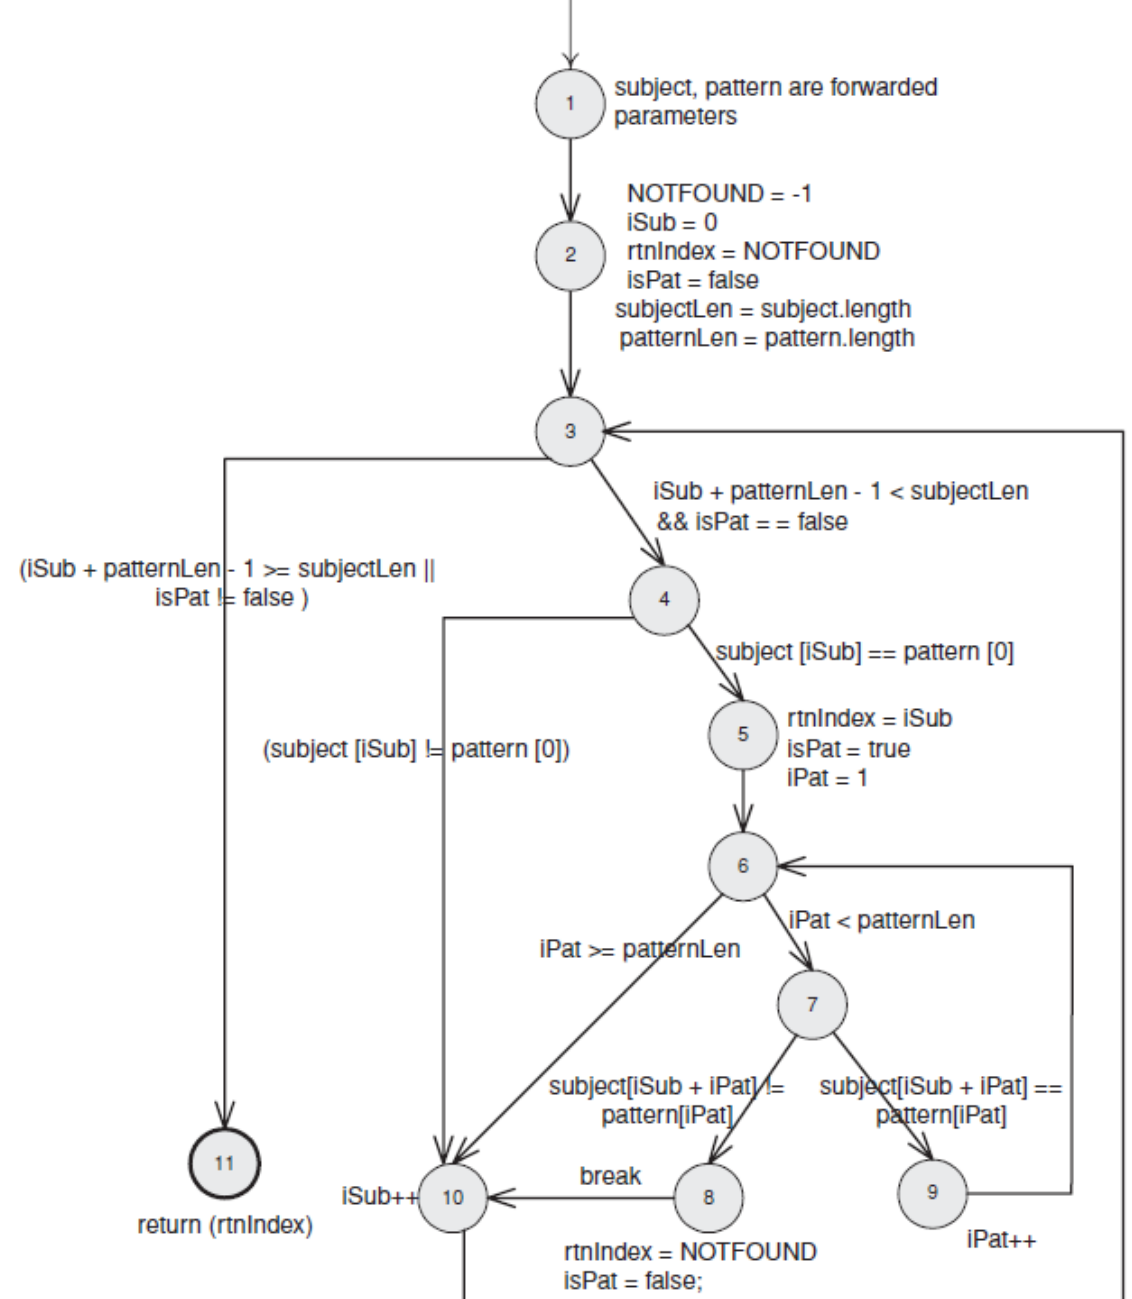 1
subject, pattern are forwarded
parameters
NOTFOUND = -1
iSub = 0
2
rtnIndex = NOTFOUND
isPat = false
subjectLen = subject.length
patternLen = pattern.length
3
iSub + patternLen - 1 < subjectLen
&& isPat = = false
(iSub + patternLen - 1 >= subjectLen ||
isPat != false )
4
subject [iSub] == pattern [0]
5
rtnIndex = iSub
isPat = true
iPat = 1
(subject [iSub] != pattern [0])
6
iPat < patternLen
iPat >= patternLen
7
subject[iSub + iPat] !=
pattern[iPat]
subject[iSub + iPat] ==
pattern[iPat]
11
return (rtnIndex)
iSub++
10
break
8
rtnIndex = NOTFOUND
isPat = false;
9
iPat++